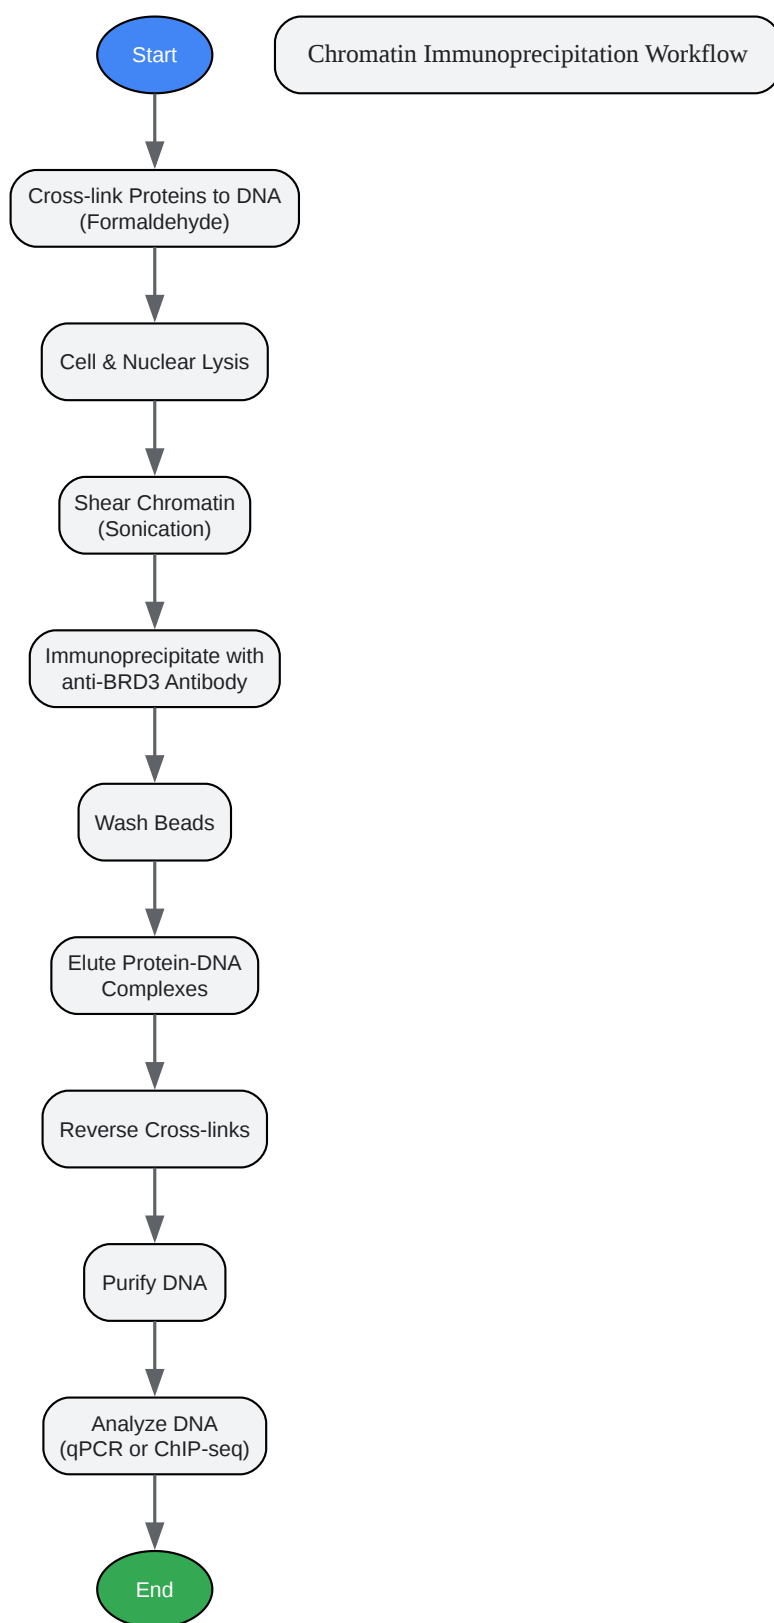 Start
Chromatin Immunoprecipitation Workflow
Cross-link Proteins to DNA
(Formaldehyde)
Cell & Nuclear Lysis
Shear Chromatin
(Sonication)
Immunoprecipitate with
anti-BRD3 Antibody
Wash Beads
Elute Protein-DNA
Complexes
Reverse Cross-links
Purify DNA
Analyze DNA
(qPCR or ChIP-seq)
End